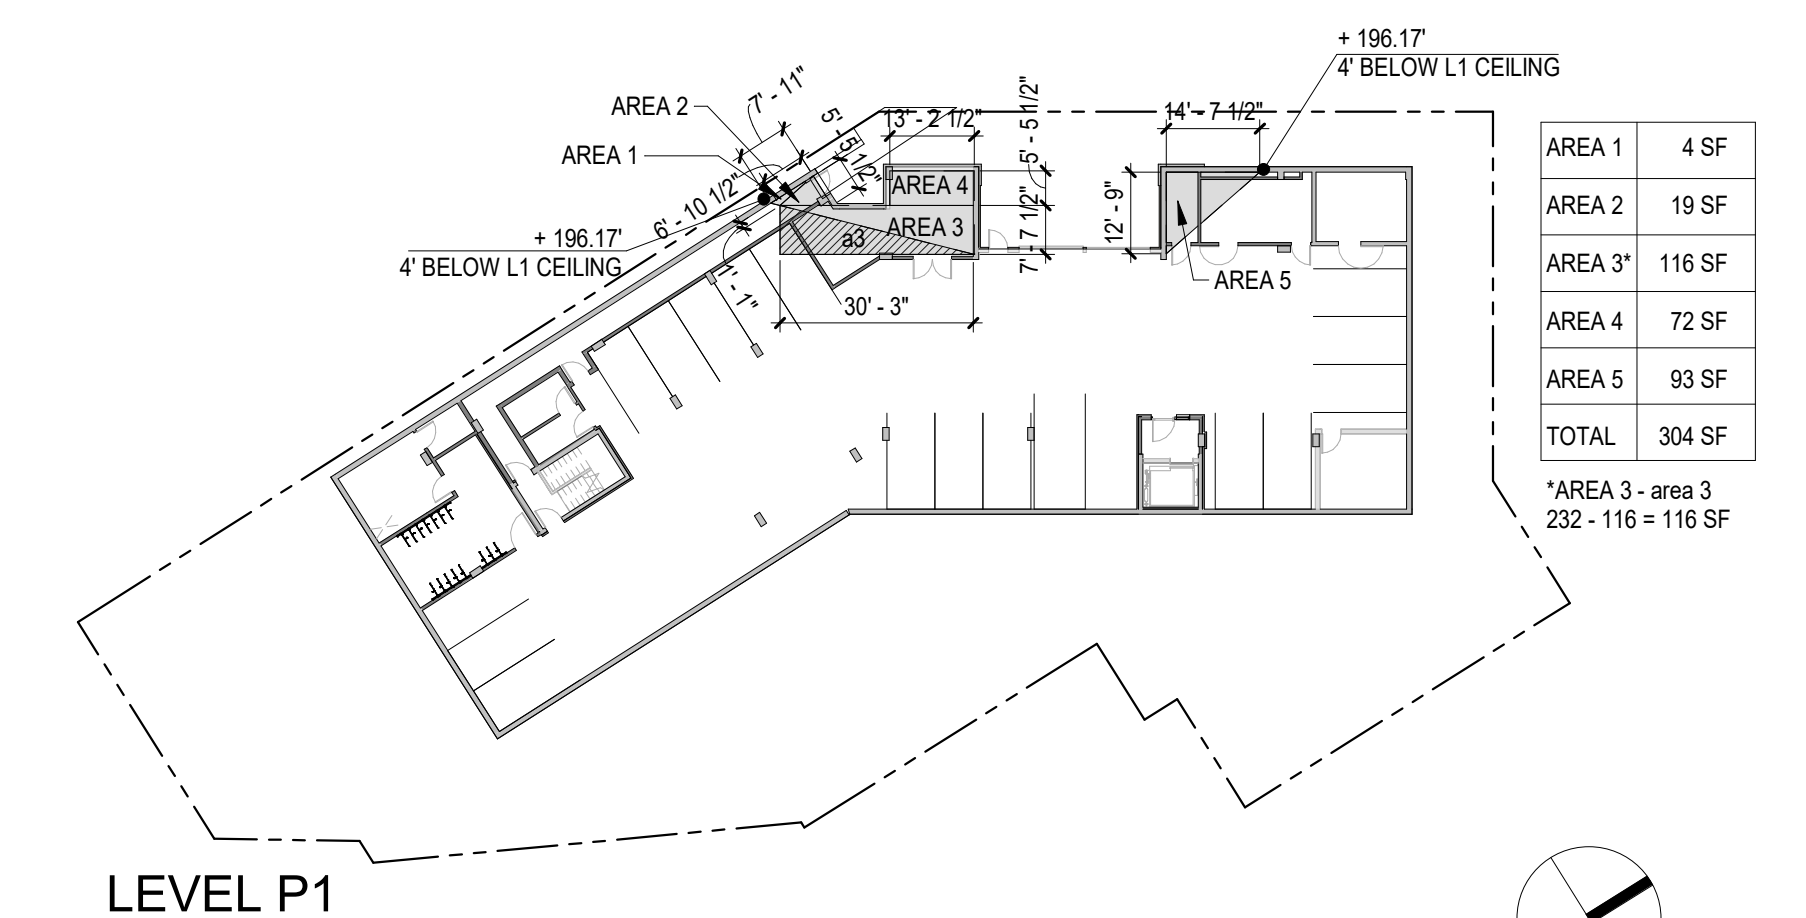 + 196.17'
4' BELOW L1 CEILING
AREA 2
7' - 11"
5' - 5 1/2"
13' - 2 1/2"
5' - 5 1/2"
14' - 7 1/2"
AREA 1
6' - 10 1/2"
AREA 4
AREA 3
a3
7' - 7 1/2"
12' - 9"
AREA 5
+ 196.17'
4' BELOW L1 CEILING
1' - 1"
30' - 3"
AREA 1 4 SF
AREA 2 19 SF
AREA 3* 116 SF
AREA 4 72 SF
AREA 5 93 SF
TOTAL 304 SF
*AREA 3 - area 3
232 - 116 = 116 SF
LEVEL P1